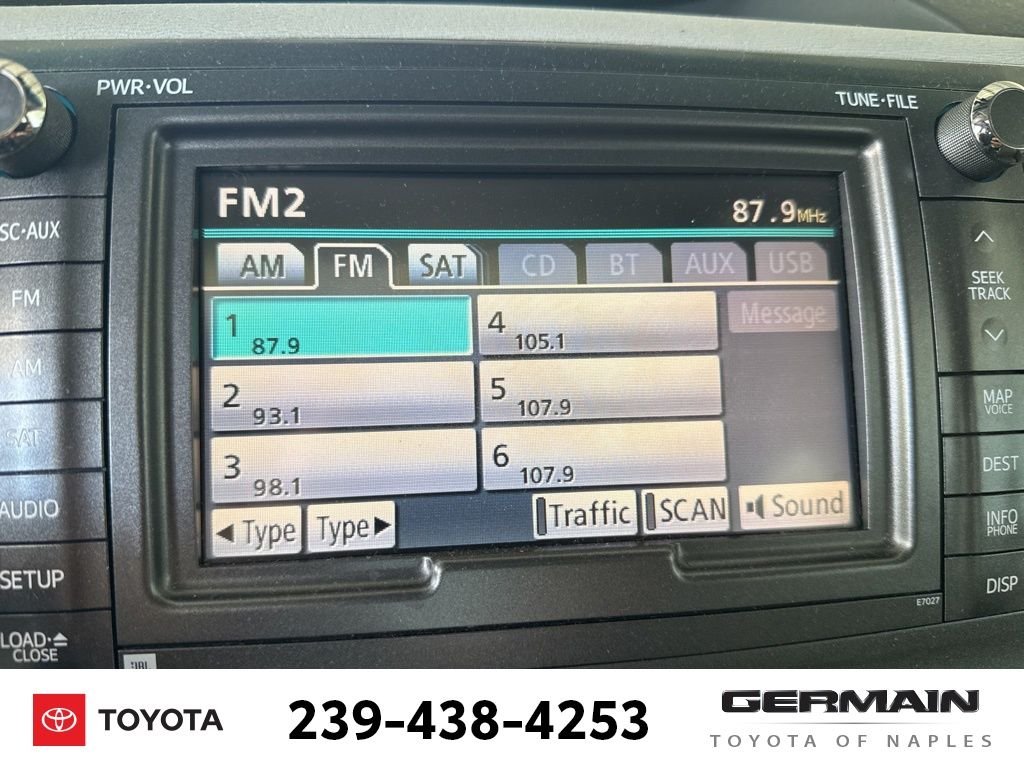 PWR·VOL
TUNE·FILE
FM2
87.9MHz
AM FM SAT CD BT AUX USB
1 87.9
4 105.1
Message
2 93.1
5 107.9
3 98.1
6 107.9
◀ Type Type ▶ Traffic SCAN Sound
SC·AUX
FM
AM
SAT
AUDIO
SETUP
LOAD·⏏
CLOSE
SEEK
TRACK
MAP
VOICE
DEST
INFO
PHONE
DISP
E7027
JBL
TOYOTA
239-438-4253
GERMAIN
TOYOTA OF NAPLES